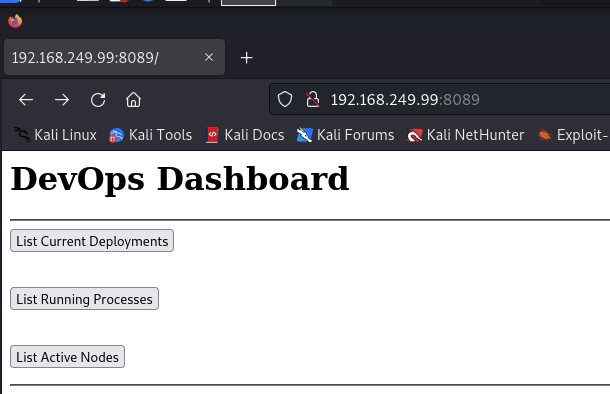 192.168.249.99:8089/
192.168.249.99:8089
Kali Linux Kali Tools Kali Docs Kali Forums Kali NetHunter Exploit-
DevOps Dashboard
List Current Deployments
List Running Processes
List Active Nodes